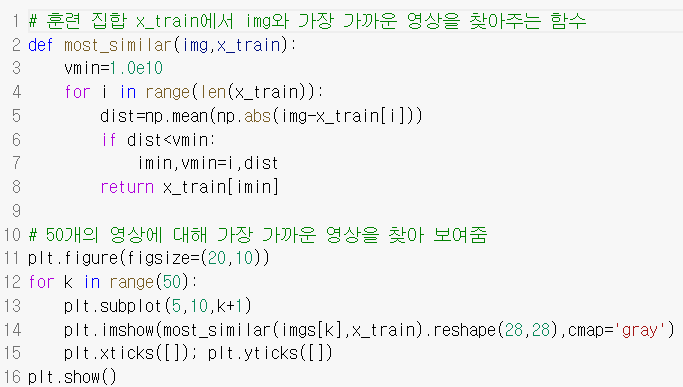 1 # 훈련 집합 x_train에서 img와 가장 가까운 영상을 찾아주는 함수
2 def most_similar(img,x_train):
3     vmin=1.0e10
4     for i in range(len(x_train)):
5         dist=np.mean(np.abs(img-x_train[i]))
6         if dist<vmin:
7             imin,vmin=i,dist
8         return x_train[imin]
9
10 # 50개의 영상에 대해 가장 가까운 영상을 찾아 보여줌
11 plt.figure(figsize=(20,10))
12 for k in range(50):
13     plt.subplot(5,10,k+1)
14     plt.imshow(most_similar(imgs[k],x_train).reshape(28,28),cmap='gray')
15     plt.xticks([]); plt.yticks([])
16 plt.show()